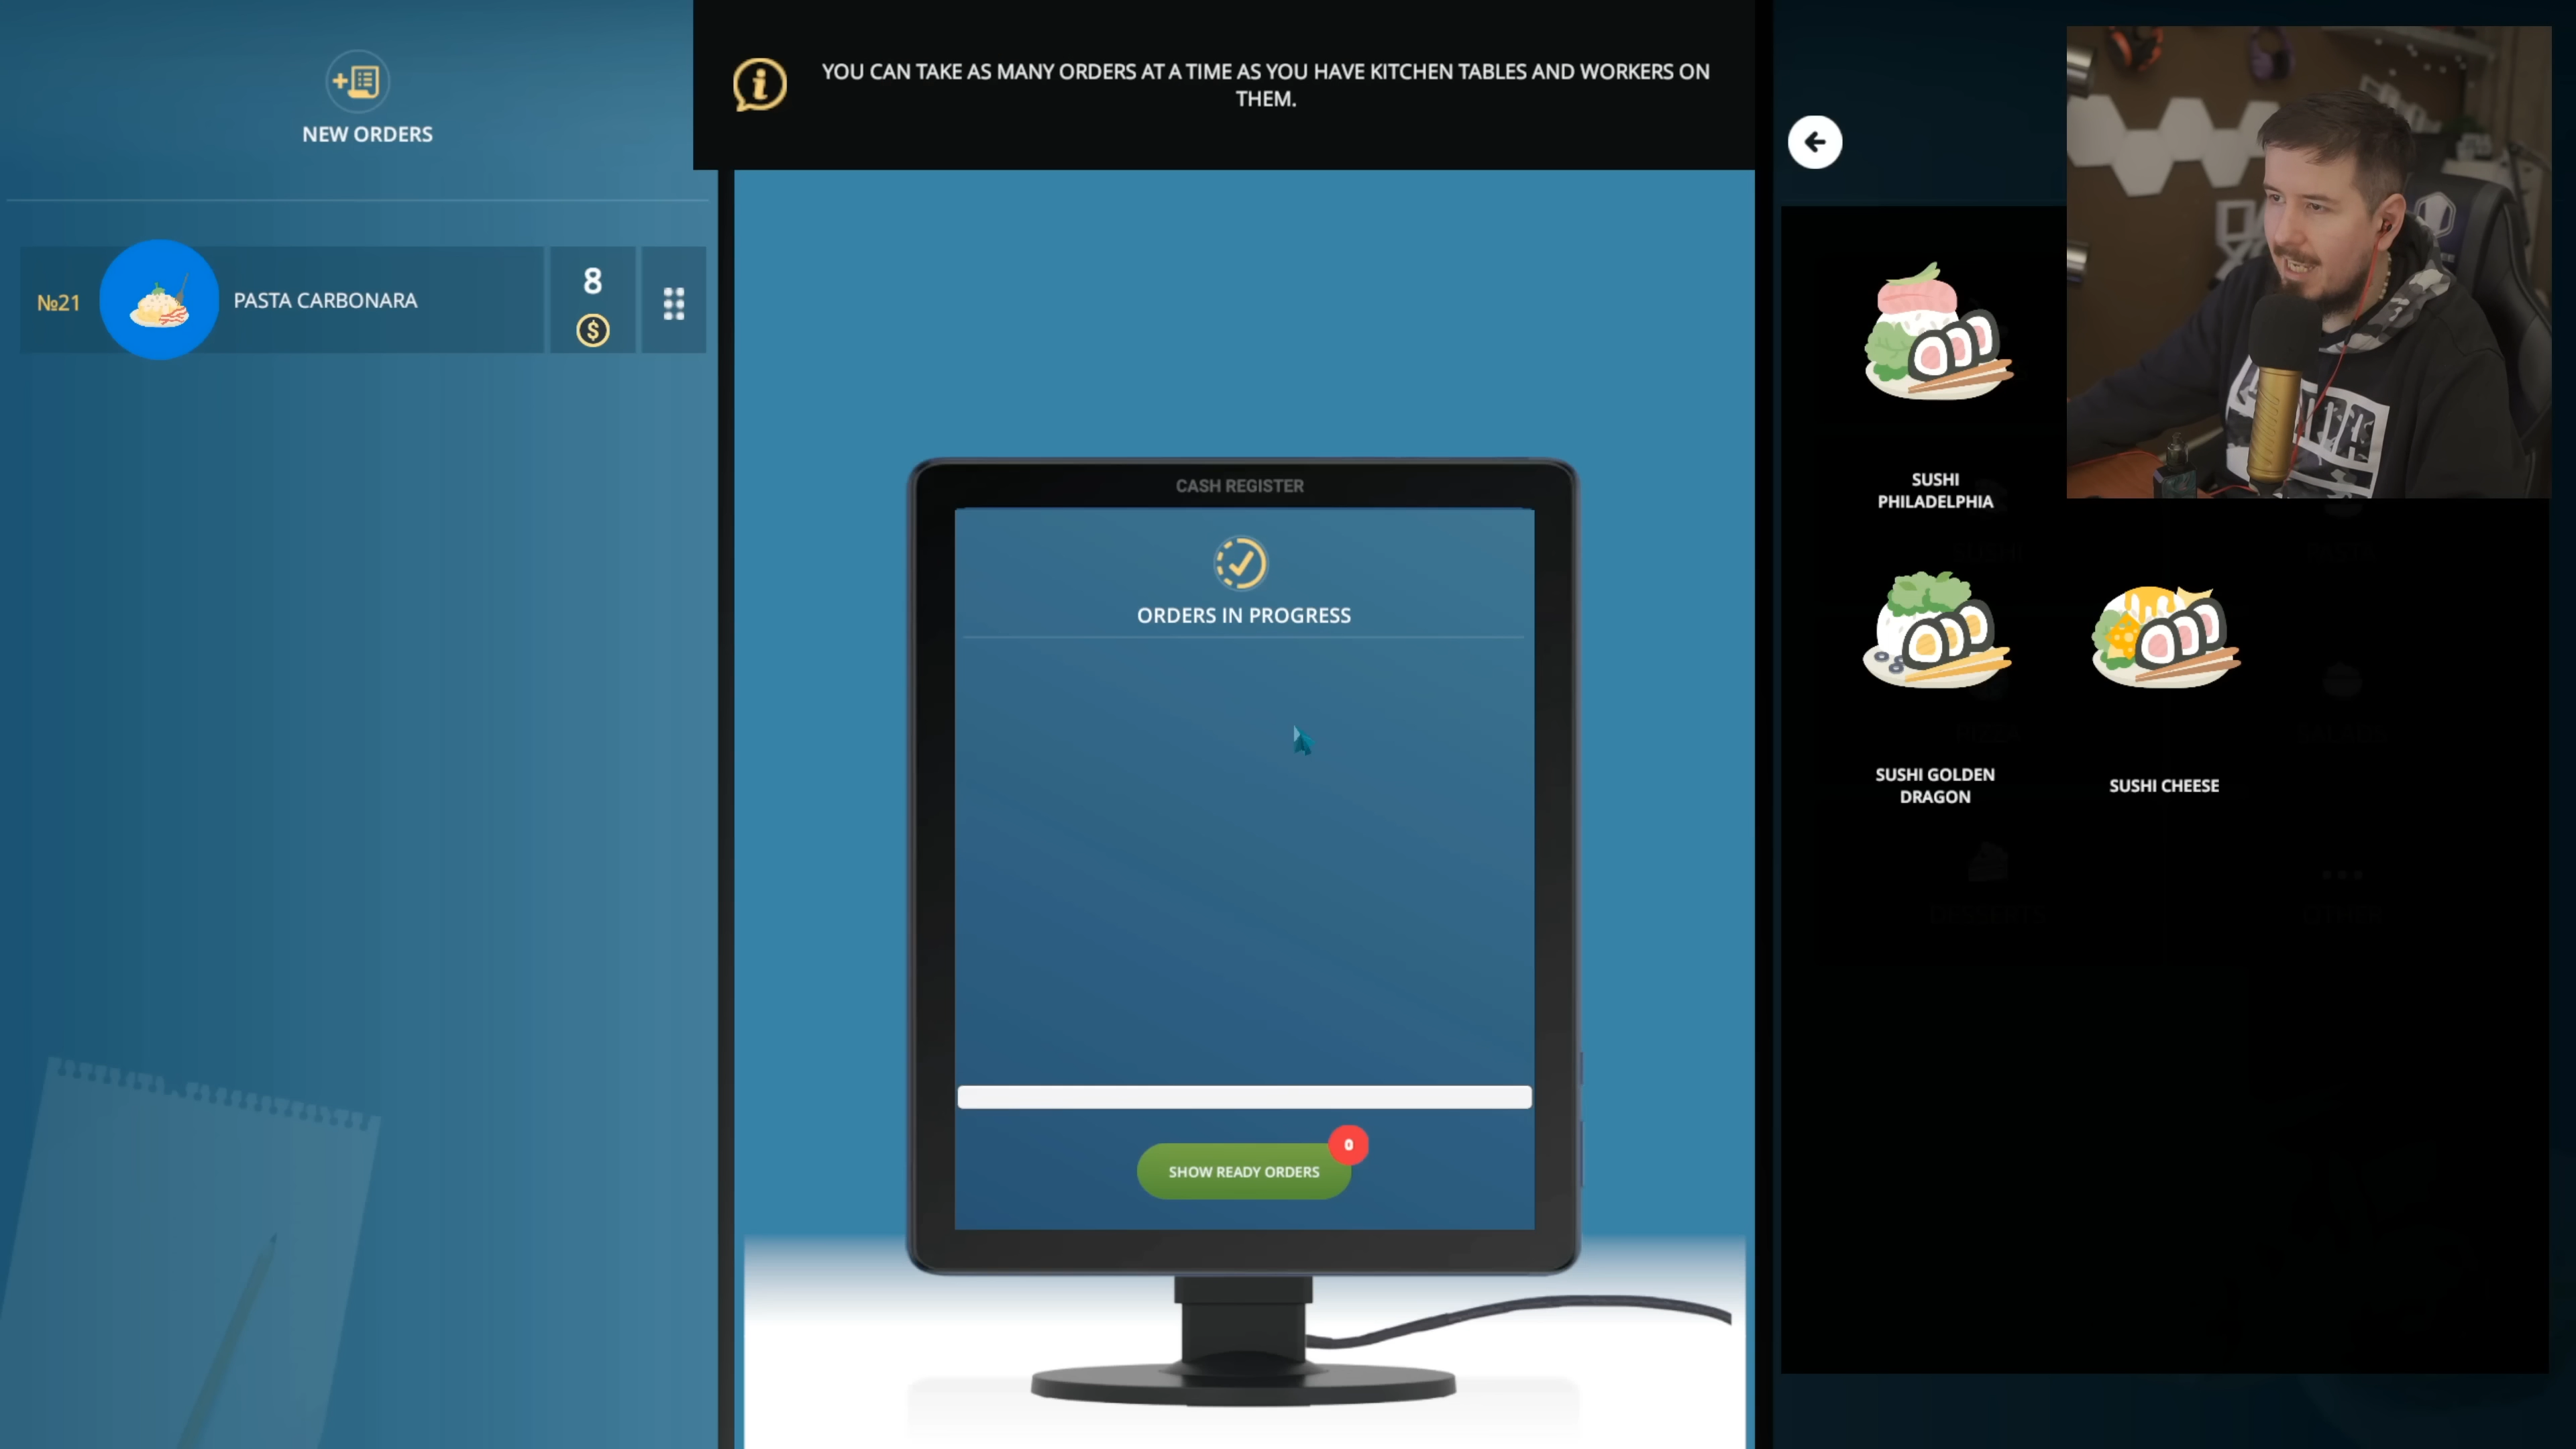 NEW ORDERS
№21
PASTA CARBONARA
8
YOU CAN TAKE AS MANY ORDERS AT A TIME AS YOU HAVE KITCHEN TABLES AND WORKERS ON
THEM.
CASH REGISTER
ORDERS IN PROGRESS
0
SHOW READY ORDERS
SUSHI
PHILADELPHIA
SUSHI GOLDEN
DRAGON
SUSHI CHEESE